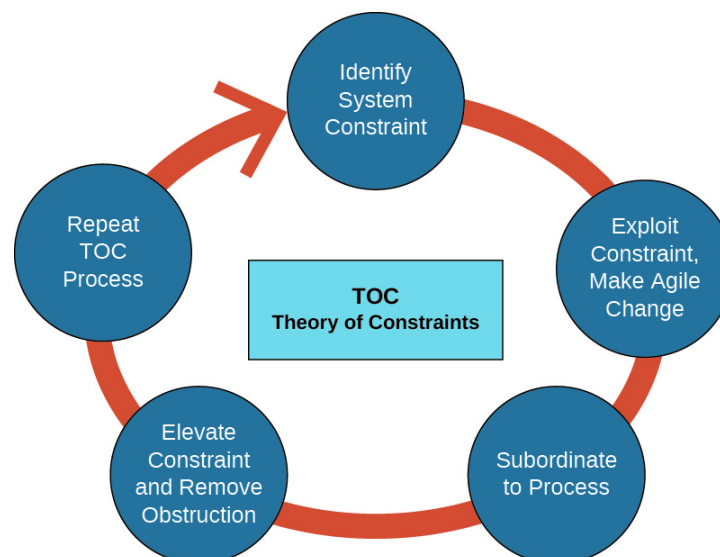 Identify
System
Constraint
Exploit
Constraint,
Make Agile
Change
Subordinate
to Process
Elevate
Constraint
and Remove
Obstruction
Repeat
TOC
Process
TOC
Theory of Constraints